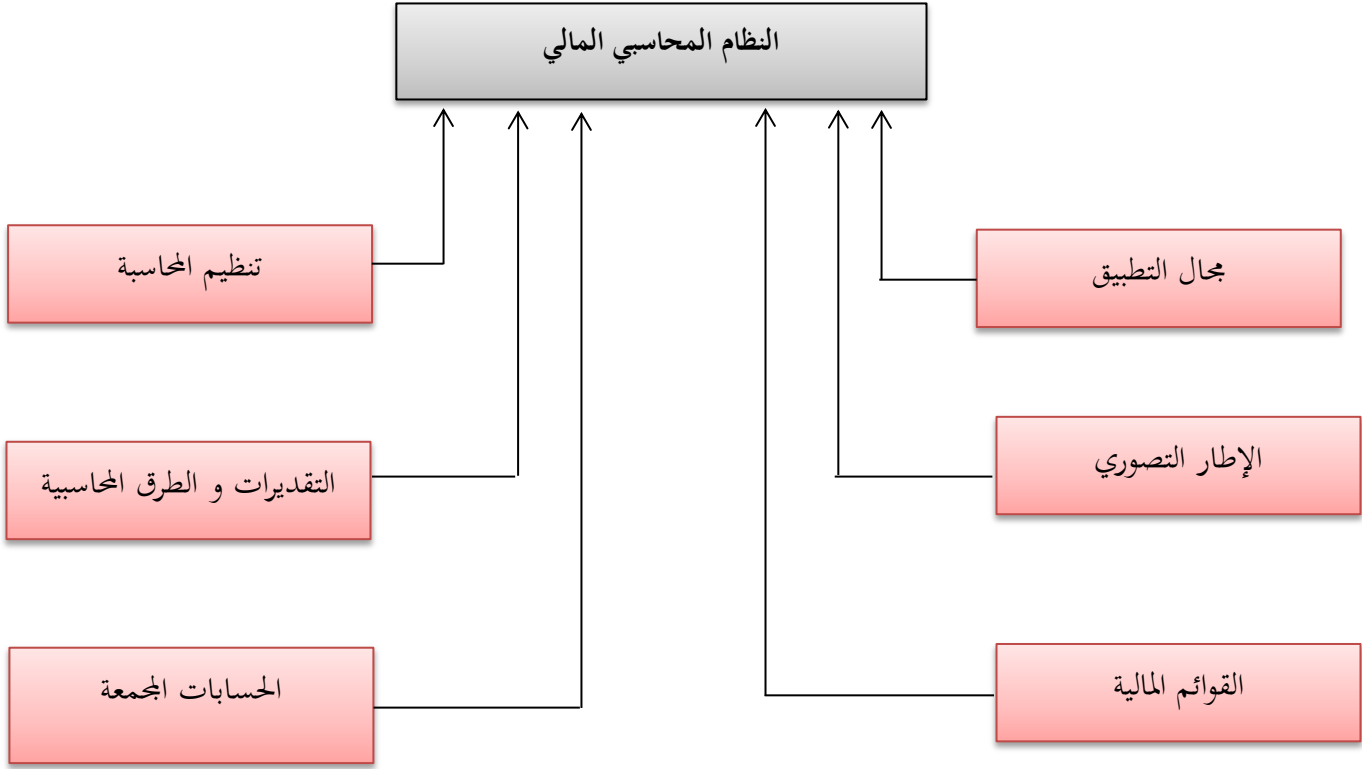 النظام المحاسبي المالي
مجال التطبيق
تنظيم المحاسبة
الإطار التصوري
التقديرات و الطرق المحاسبية
القوائم المالية
الحسابات المجمعة